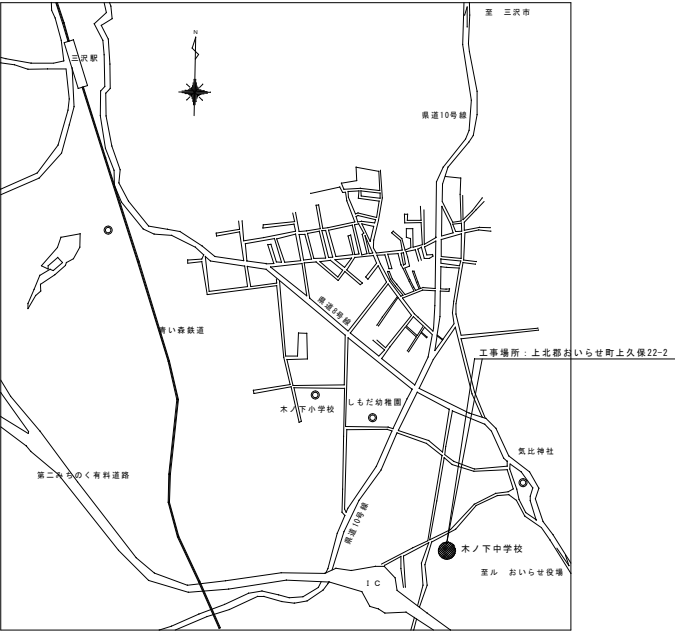 至　三沢市
N
三沢駅
県道10号線
県道8号線
青い森鉄道
工事場所：上北郡おいらせ町上久保22-2
しもだ幼稚園
木ノ下小学校
気比神社
第二みちのく有料道路
県道10号線
木ノ下中学校
至ル　おいらせ役場
IC